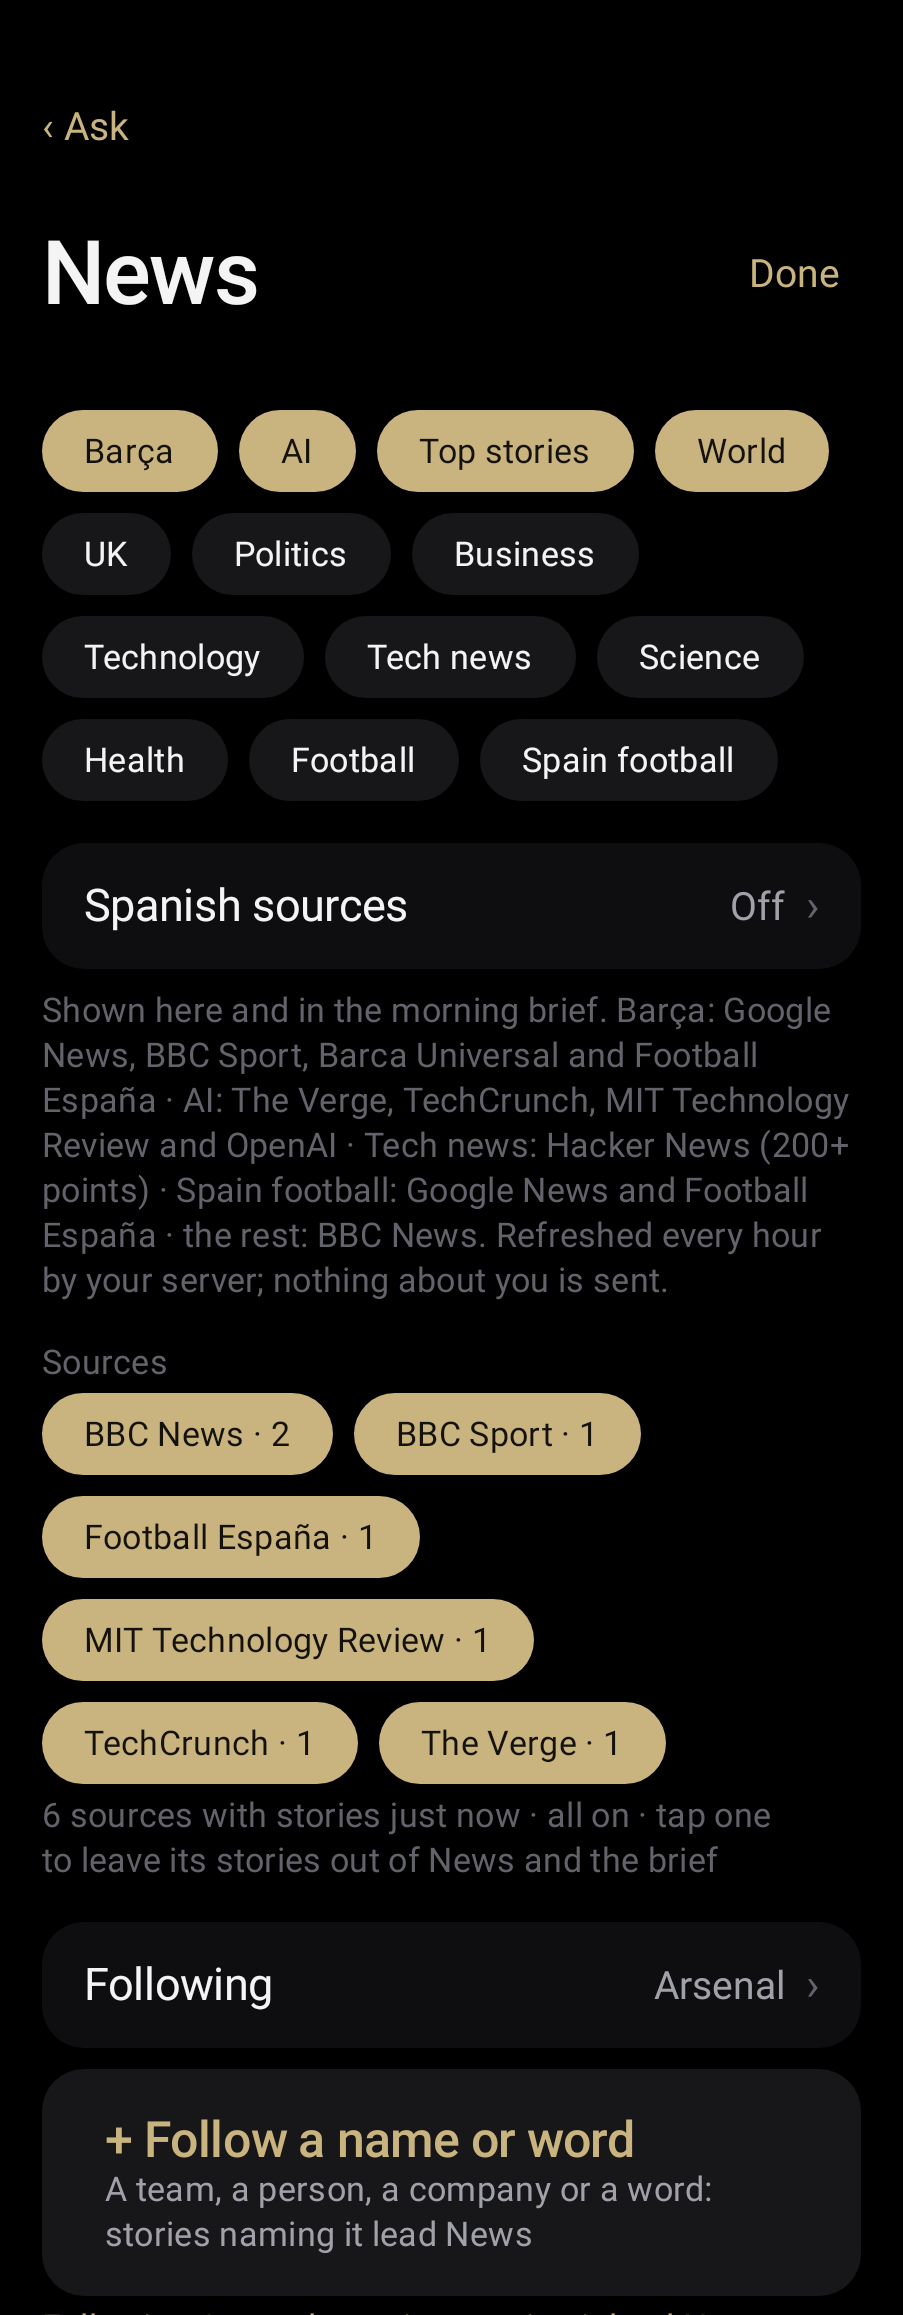 ‹ Ask
News
Done
Barça
AI
Top stories
World
UK
Politics
Business
Technology
Tech news
Science
Health
Football
Spain football
Spanish sources
Off ›
Shown here and in the morning brief. Barça: Google
News, BBC Sport, Barca Universal and Football
España · AI: The Verge, TechCrunch, MIT Technology
Review and OpenAI · Tech news: Hacker News (200+
points) · Spain football: Google News and Football
España · the rest: BBC News. Refreshed every hour
by your server; nothing about you is sent.
Sources
BBC News · 2
BBC Sport · 1
Football España · 1
MIT Technology Review · 1
TechCrunch · 1
The Verge · 1
6 sources with stories just now · all on · tap one
to leave its stories out of News and the brief
Following
Arsenal ›
+ Follow a name or word
A team, a person, a company or a word:
stories naming it lead News